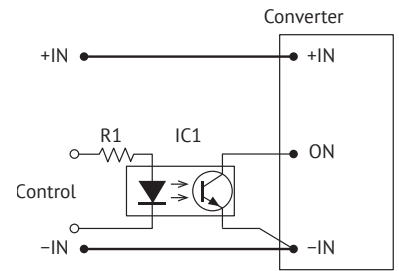 Converter
+IN
+IN
R1
IC1
ON
Control
−IN
−IN